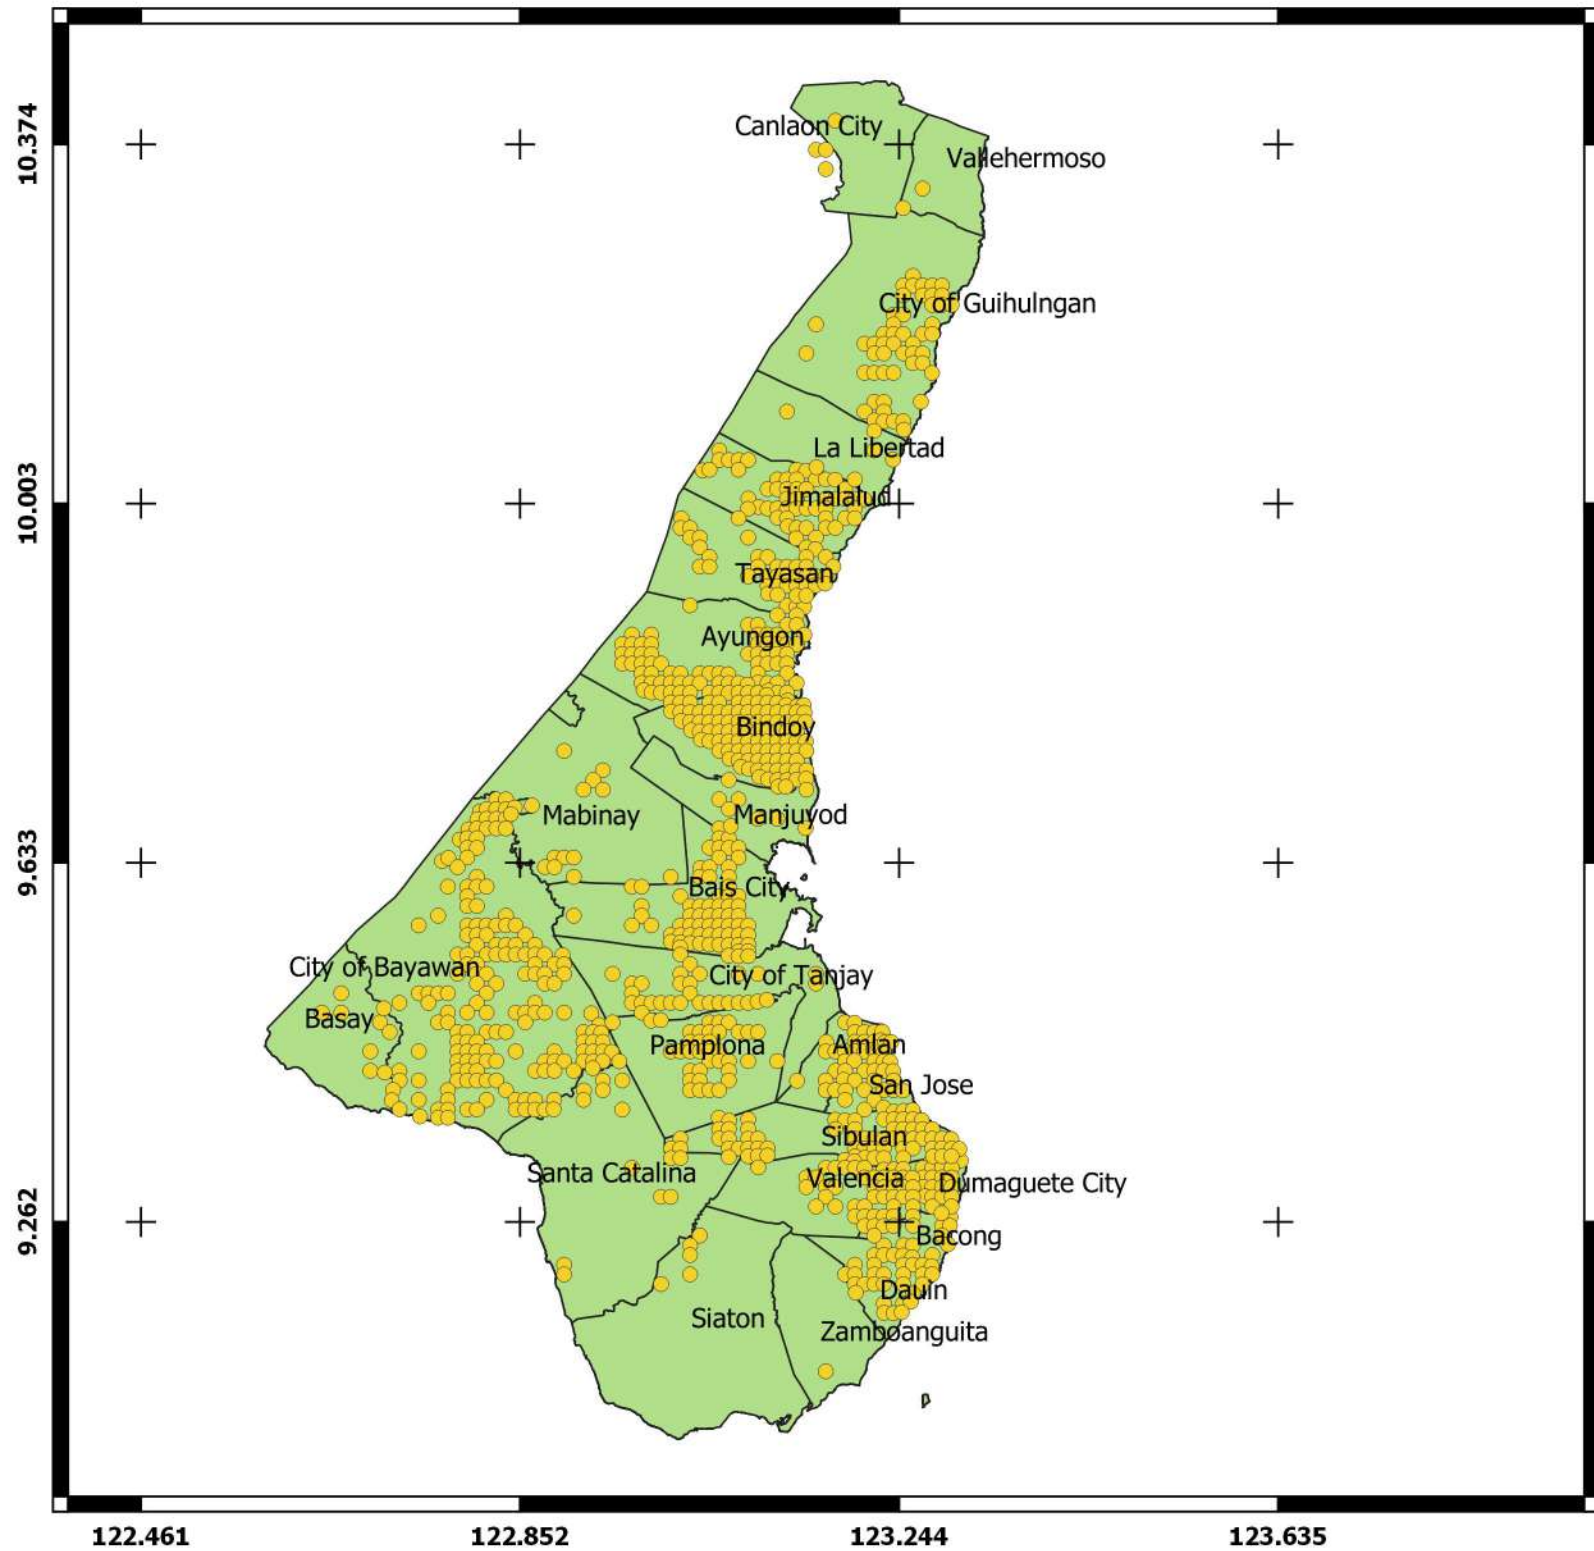 10.374
Canlaon City
Vallehermoso
City of Guihulngan
La Libertad
10.003
Jimalalud
Tayasan
Ayungon
Bindoy
Mabinay
Manjuyod
9.633
Bais City
City of Bayawan
City of Tanjay
Basay
Pamplona
Amlan
San Jose
Sibulan
Santa Catalina
Valencia
Dumaguete City
9.262
Bacong
Dauin
Siaton
Zamboanguita
122.461
122.852
123.244
123.635